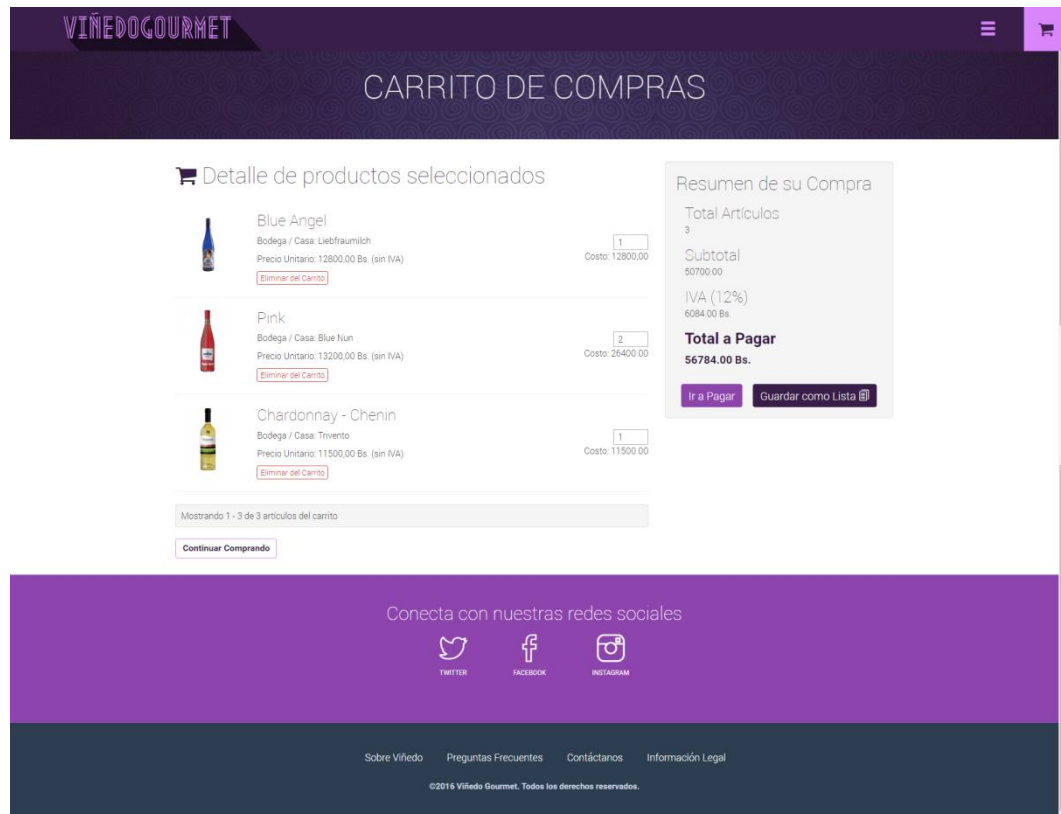 VIÑEDOGOURMET
CARRITO DE COMPRAS
Detalle de productos seleccionados
Blue Angel
Bodega / Casa: Liebfraumilch
Precio Unitario: 12800,00 Bs. (sin IVA)
Eliminar del Carrito
1
Costo: 12800,00
Pink
Bodega / Casa: Blue Nun
Precio Unitario: 13200,00 Bs. (sin IVA)
Eliminar del Carrito
2
Costo: 26400.00
Chardonnay - Chenin
Bodega / Casa: Trivento
Precio Unitario: 11500,00 Bs. (sin IVA)
Eliminar del Carrito
1
Costo: 11500.00
Mostrando 1 - 3 de 3 articulos del carrito
Continuar Comprando
Resumen de su Compra
Total Artículos
3
Subtotal
50700.00
IVA (12%)
6084.00 Bs.
Total a Pagar
56784.00 Bs.
Ir a Pagar
Guardar como Lista
Conecta con nuestras redes sociales
TWITTER
FACEBOOK
INSTAGRAM
Sobre Viñedo
Preguntas Frecuentes
Contáctanos
Información Legal
©2016 Viñedo Gourmet. Todos los derechos reservados.